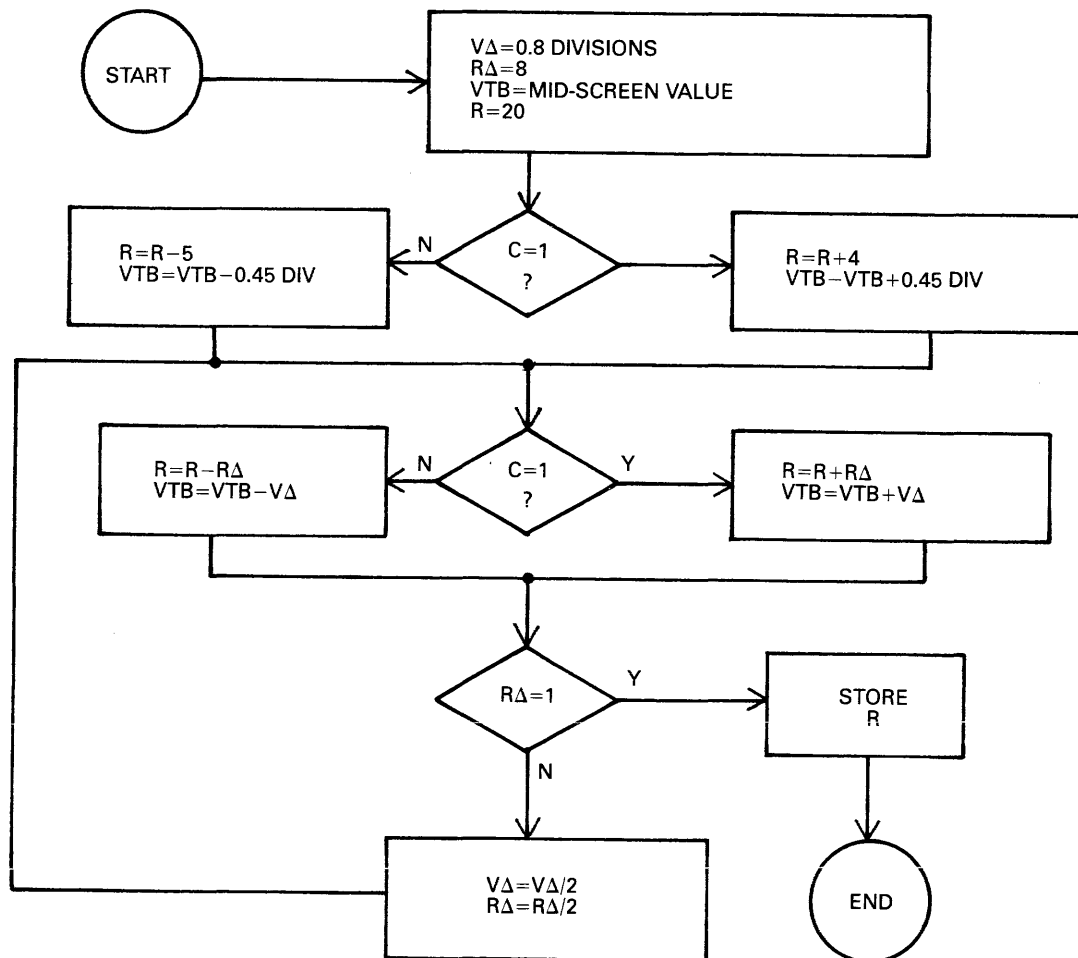 START
VΔ=0.8 DIVISIONS
RΔ=8
VTB=MID-SCREEN VALUE
R=20
R=R−5
VTB=VTB−0.45 DIV
N
C=1
?
R=R+4
VTB−VTB+0.45 DIV
R=R−RΔ
VTB=VTB−VΔ
N
C=1
?
Y
R=R+RΔ
VTB=VTB+VΔ
RΔ=1
Y
STORE
R
N
VΔ=VΔ/2
RΔ=RΔ/2
END